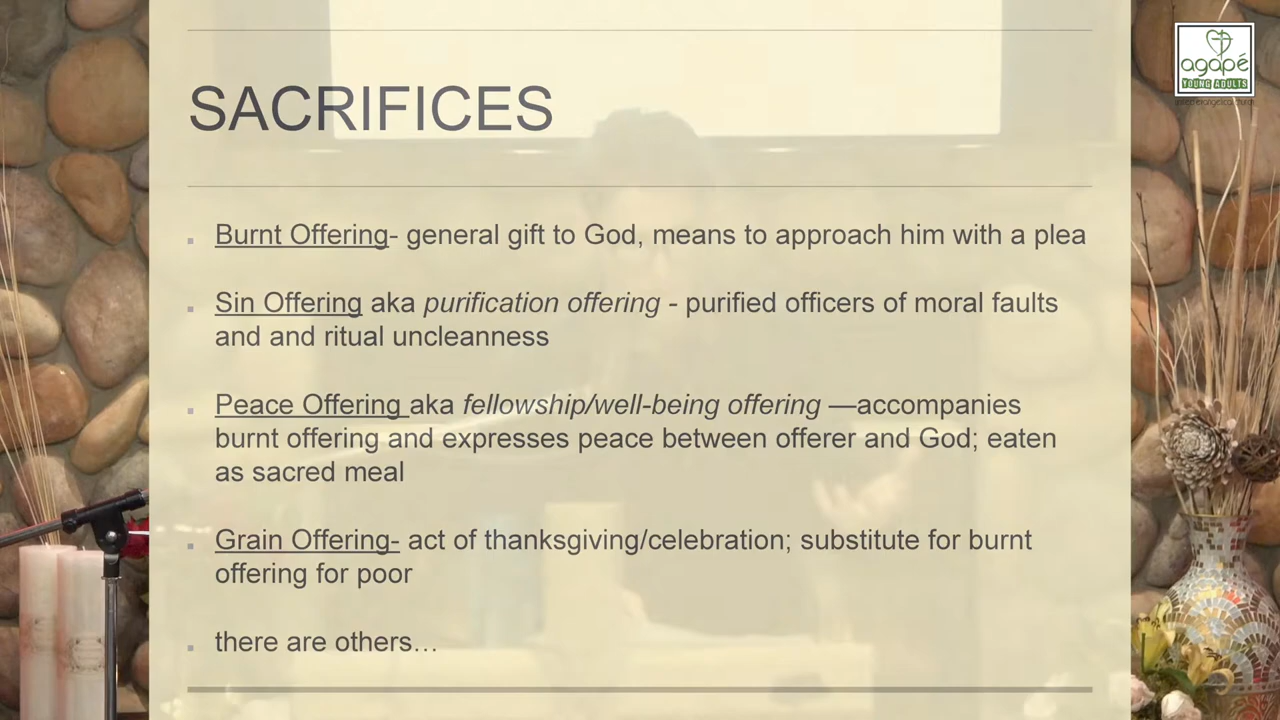 SACRIFICES
Burnt Offering- general gift to God, means to approach him with a plea
Sin Offering aka purification offering - purified officers of moral faults
and and ritual uncleanness
Peace Offering aka fellowship/well-being offering —accompanies
burnt offering and expresses peace between offerer and God; eaten
as sacred meal
Grain Offering- act of thanksgiving/celebration; substitute for burnt
offering for poor
there are others…
agapé
YOUNG ADULTS